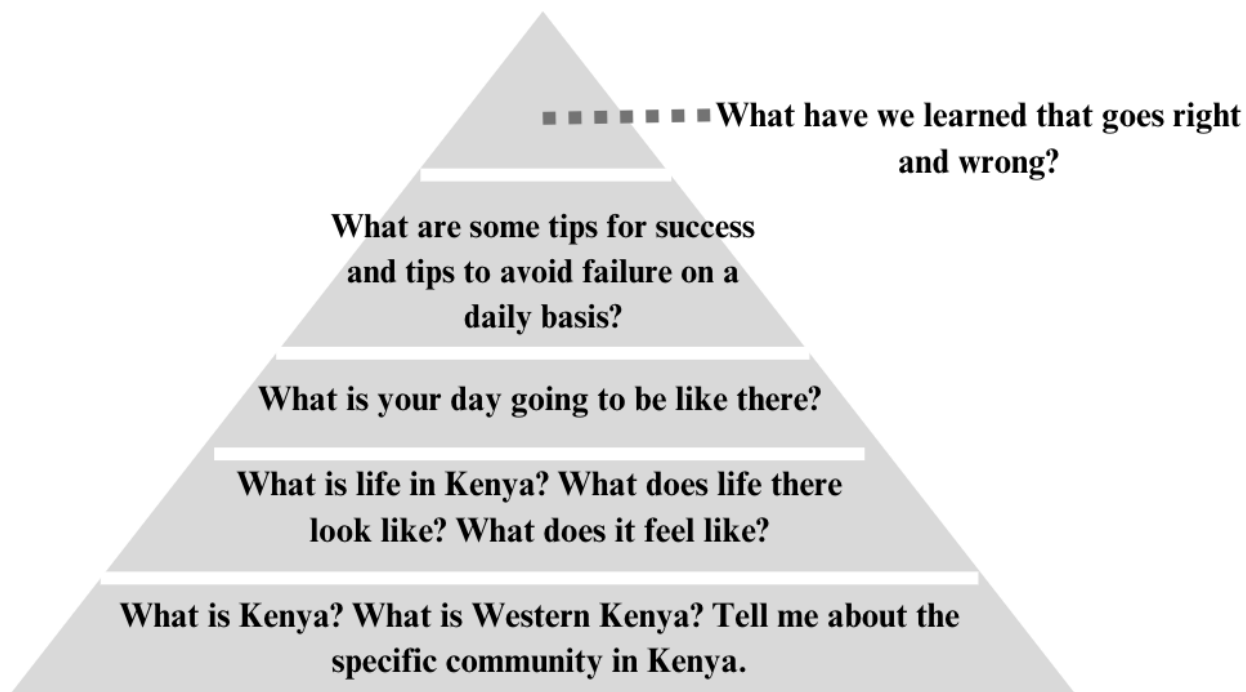 What have we learned that goes right
and wrong?
What are some tips for success
and tips to avoid failure on a
daily basis?
What is your day going to be like there?
What is life in Kenya? What does life there
look like? What does it feel like?
What is Kenya? What is Western Kenya? Tell me about the
specific community in Kenya.